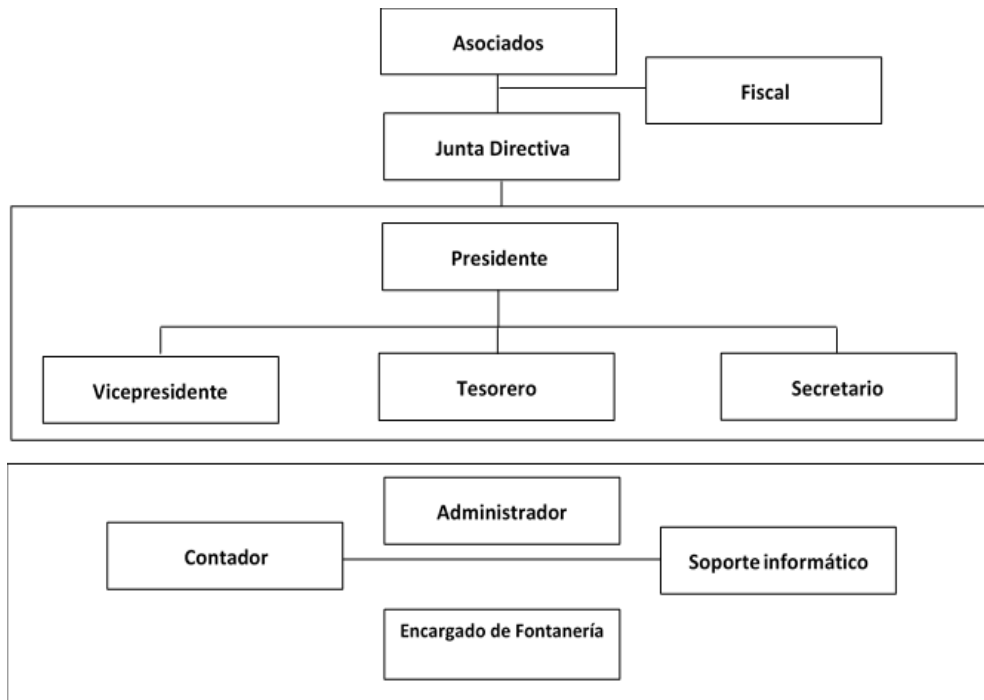 Asociados
Fiscal
Junta Directiva
Presidente
Vicepresidente
Tesorero
Secretario
Administrador
Contador
Soporte informático
Encargado de Fontanería